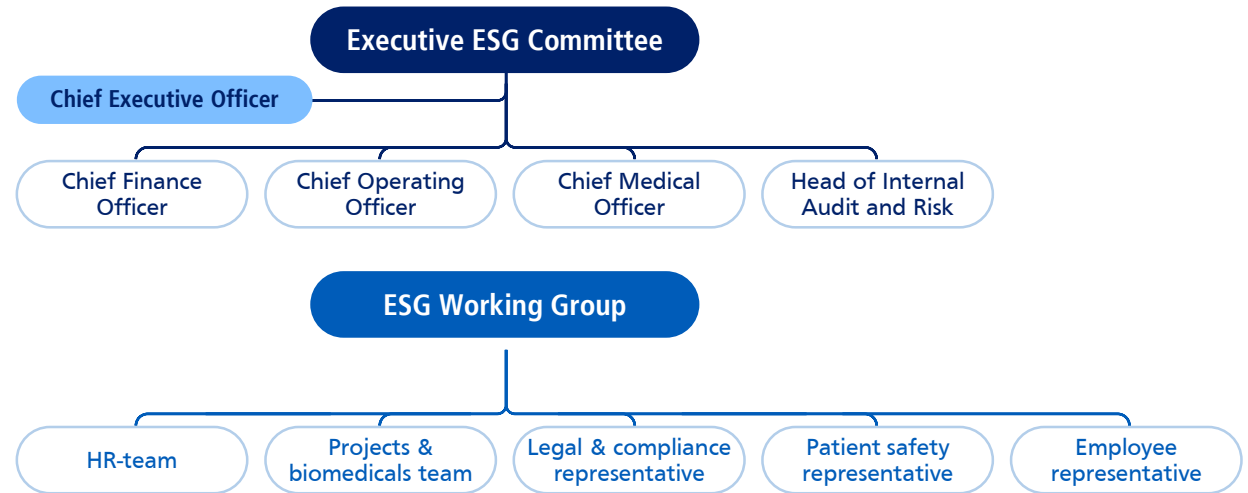 Executive ESG Committee
Chief Executive Officer
Chief Finance
Officer
Chief Operating
Officer
Chief Medical
Officer
Head of Internal
Audit and Risk
ESG Working Group
HR-team
Projects &
biomedicals team
Legal & compliance
representative
Patient safety
representative
Employee
representative